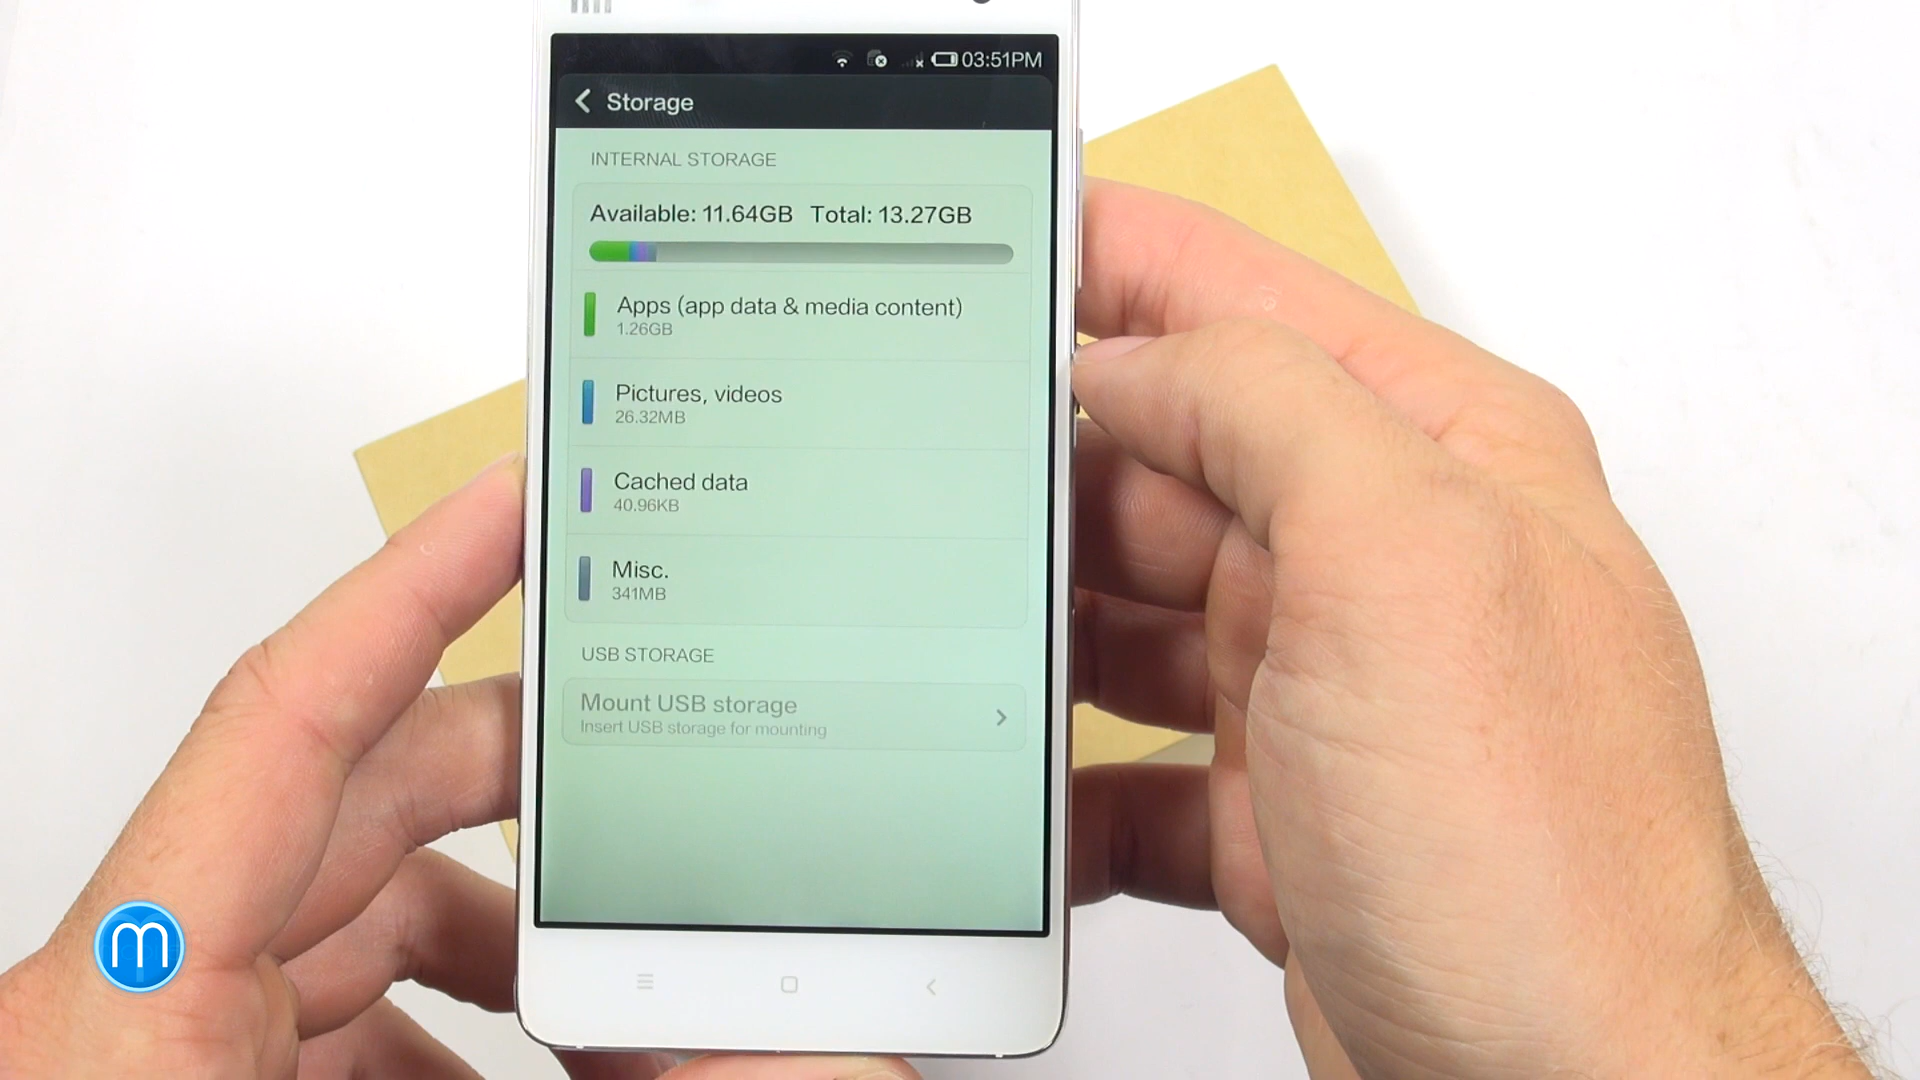 03:51PM
Storage
INTERNAL STORAGE
Available: 11.64GB Total: 13.27GB
Apps (app data & media content)
1.26GB
Pictures, videos
26.32MB
Cached data
40.96KB
Misc.
341MB
USB STORAGE
Mount USB storage
Insert USB storage for mounting
m